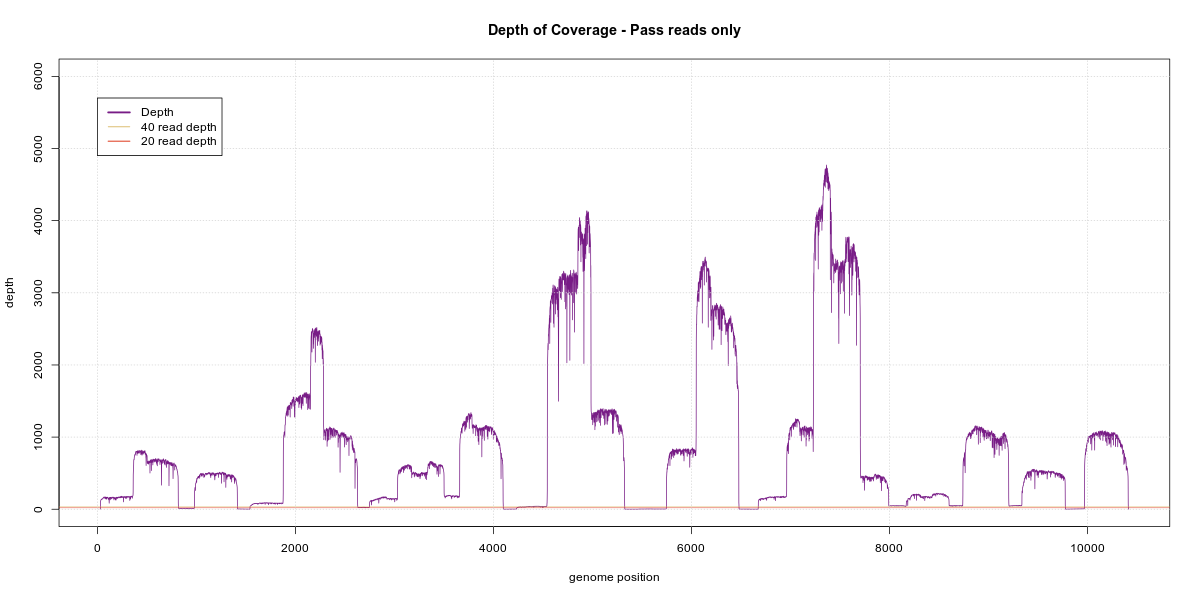 Depth of Coverage - Pass reads only
6000
5000
4000
3000
2000
1000
0
depth
Depth
40 read depth
20 read depth
0 2000 4000 6000 8000 10000
genome position